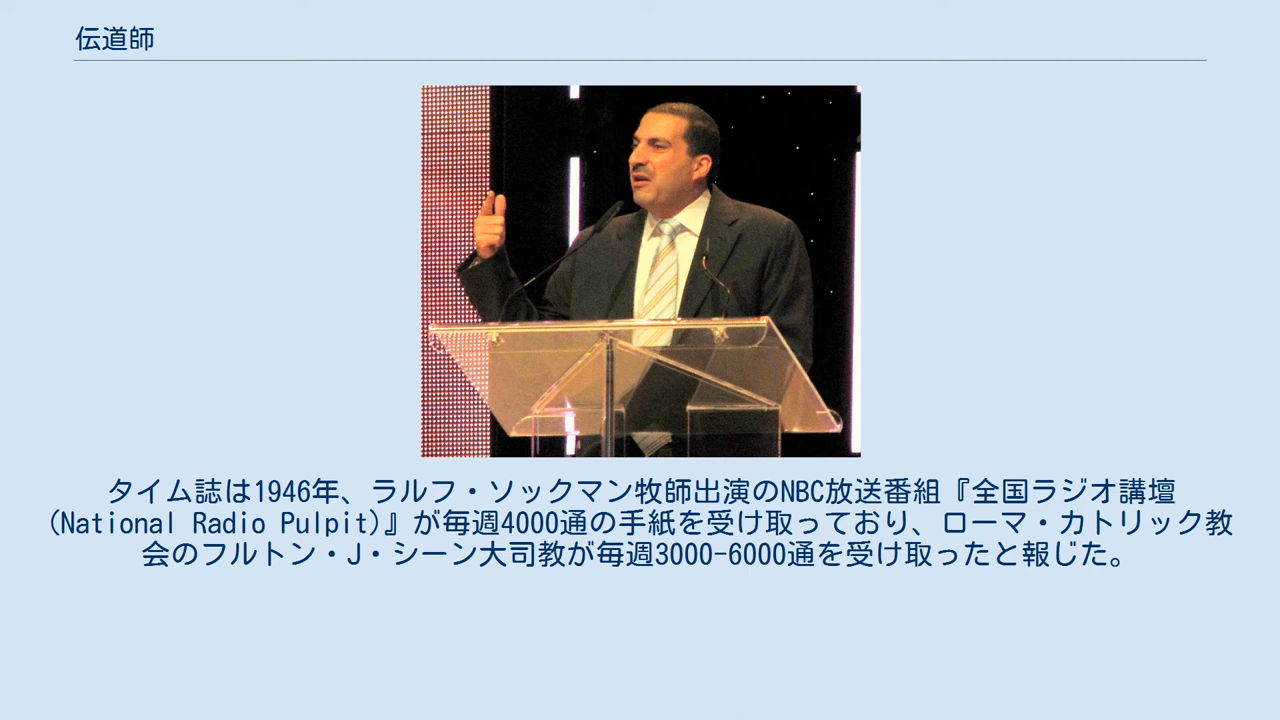 伝道師
タイム誌は1946年、ラルフ・ソックマン牧師出演のNBC放送番組『全国ラジオ講壇
(National Radio Pulpit)』が毎週4000通の手紙を受け取っており、ローマ・カトリック教
会のフルトン・J・シーン大司教が毎週3000-6000通を受け取ったと報じた。